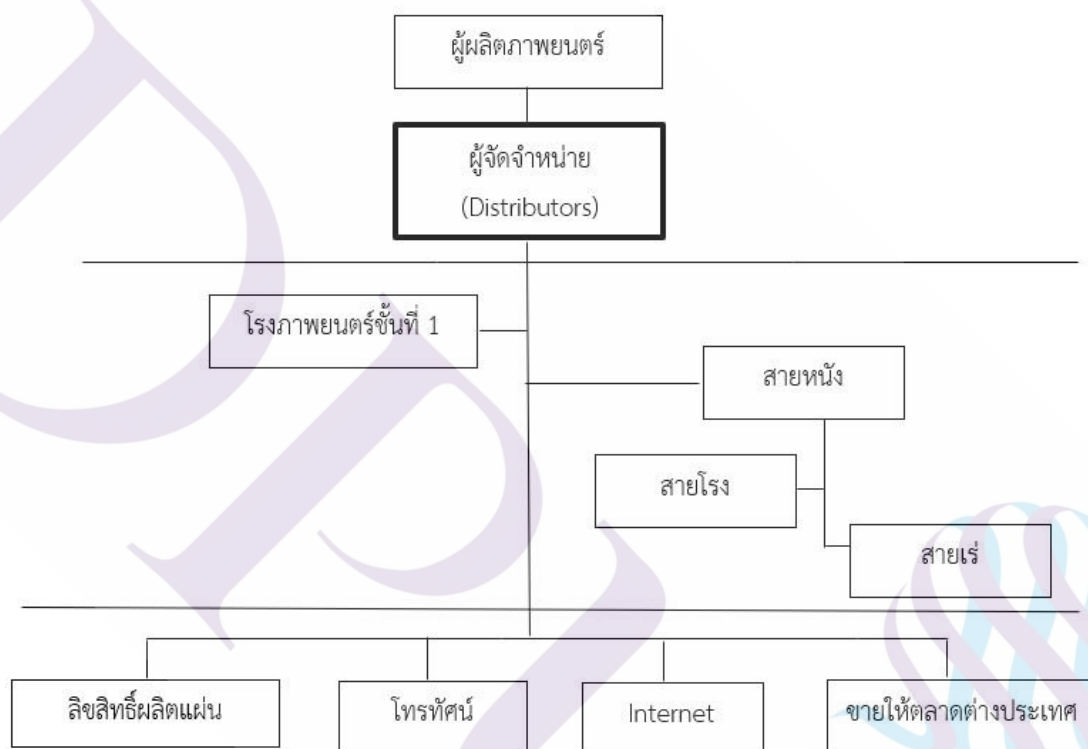 ผู้ผลิตภาพยนตร์
ผู้จัดจำหน่าย
(Distributors)
โรงภาพยนตร์ชั้นที่ 1
สายหนัง
สายโรง
สายเร่
ลิขสิทธิ์ผลิตแผ่น
โทรทัศน์
Internet
ขายให้ตลาดต่างประเทศ